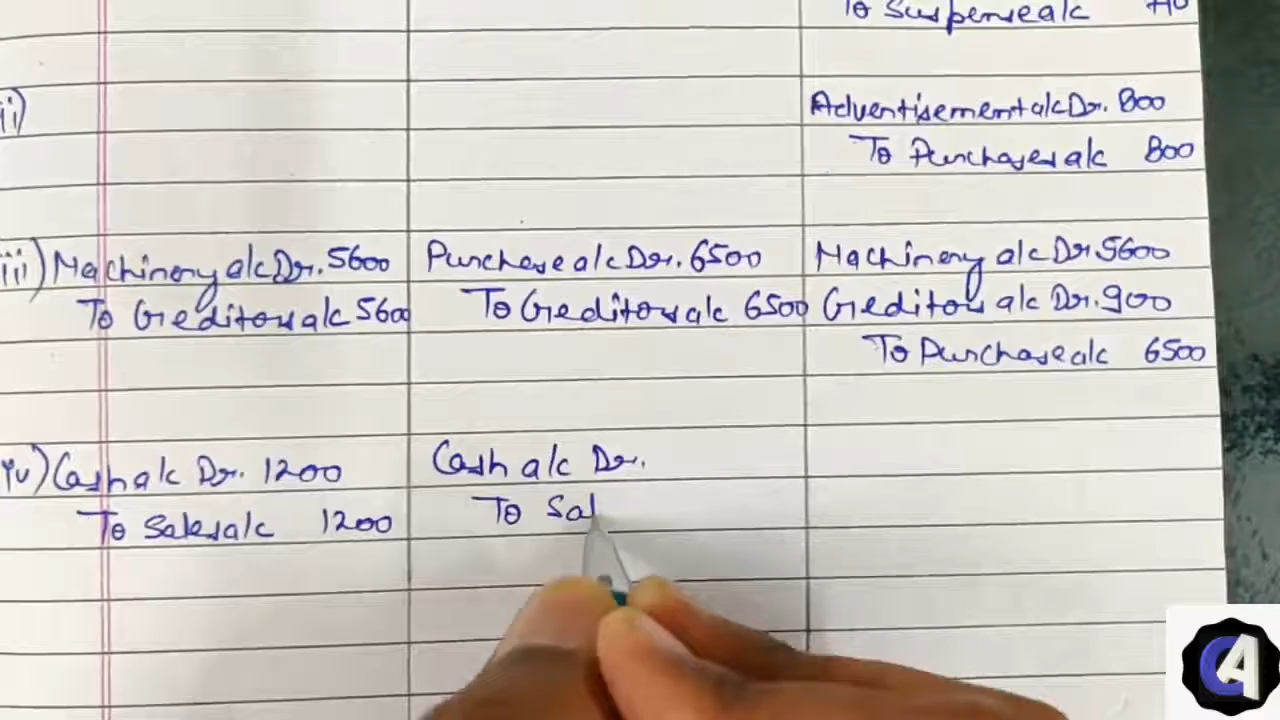 To Suspense a/c
ii)
Advertisement a/c Dr. 800
To Purchases a/c 800
iii) Machinery a/c Dr. 5600
To Creditors a/c 5600
Purchase a/c Dr. 6500
To Creditors a/c 6500
Machinery a/c Dr. 5600
Creditors a/c Dr. 900
To Purchase a/c 6500
iv) Cash a/c Dr. 1200
To Sales a/c 1200
Cash a/c Dr.
To Sal
CA